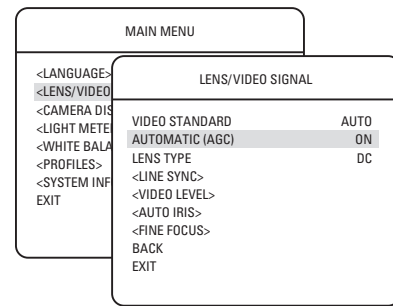 MAIN MENU
<LANGUAGE>
<LENS/VIDEO
<CAMERA DIS
<LIGHT METE
<WHITE BALA
<PROFILES>
<SYSTEM INF
EXIT
LENS/VIDEO SIGNAL
VIDEO STANDARD AUTO
AUTOMATIC (AGC) ON
LENS TYPE DC
<LINE SYNC>
<VIDEO LEVEL>
<AUTO IRIS>
<FINE FOCUS>
BACK
EXIT